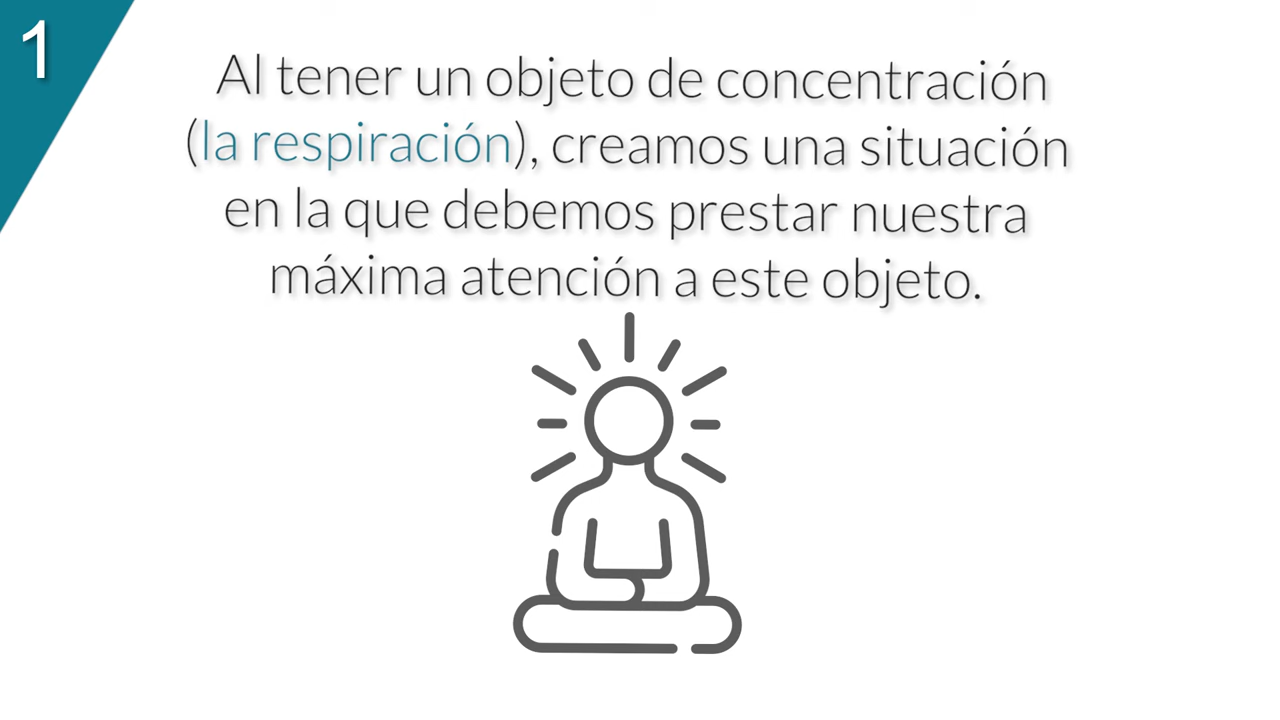 1
Al tener un objeto de concentración
(la respiración), creamos una situación
en la que debemos prestar nuestra
máxima atención a este objeto.